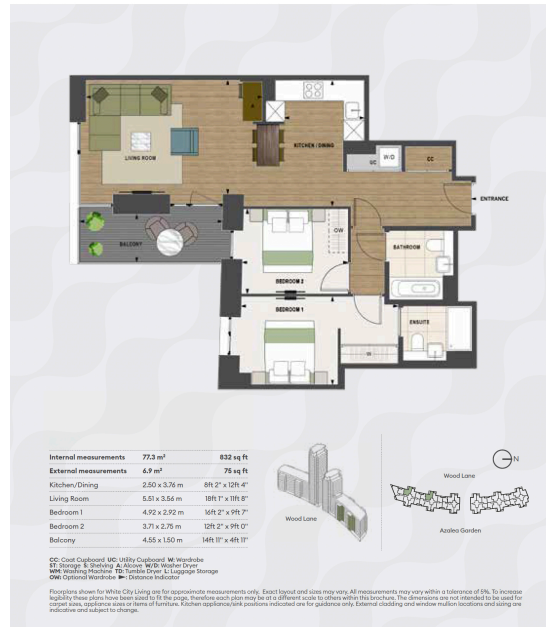 A
LIVING ROOM
KITCHEN / DINING
UC
W/D
CC
ENTRANCE
BALCONY
OW
BEDROOM 2
BATHROOM
BEDROOM 1
ENSUITE
W
Internal measurements 77.3 m² 832 sq ft
External measurements 6.9 m² 75 sq ft
Kitchen/Dining 2.50 x 3.76 m 8ft 2" x 12ft 4"
Living Room 5.51 x 3.56 m 18ft 1" x 11ft 8"
Bedroom 1 4.92 x 2.92 m 16ft 2" x 9ft 7"
Bedroom 2 3.71 x 2.75 m 12ft 2" x 9ft 0"
Balcony 4.55 x 1.50 m 14ft 11" x 4ft 11"
Wood Lane
N
Wood Lane
Azalea Garden
CC: Coat Cupboard UC: Utility Cupboard W: Wardrobe
ST: Storage S: Shelving A: Alcove W/D: Washer Dryer
WM: Washing Machine TD: Tumble Dryer L: Luggage Storage
OW: Optional Wardrobe ►: Distance Indicator
Floorplans shown for White City Living are for approximate measurements only. Exact layout and sizes may vary. All measurements may vary within a tolerance of 5%. To increase
legibility these plans have been sized to fit the page, therefore each plan may be at a different scale to others within this brochure. The dimensions are not intended to be used for
carpet sizes, appliance sizes or items of furniture. Kitchen appliance/sink positions indicated are for guidance only. External cladding and window mullion locations and sizing are
indicative and subject to change.